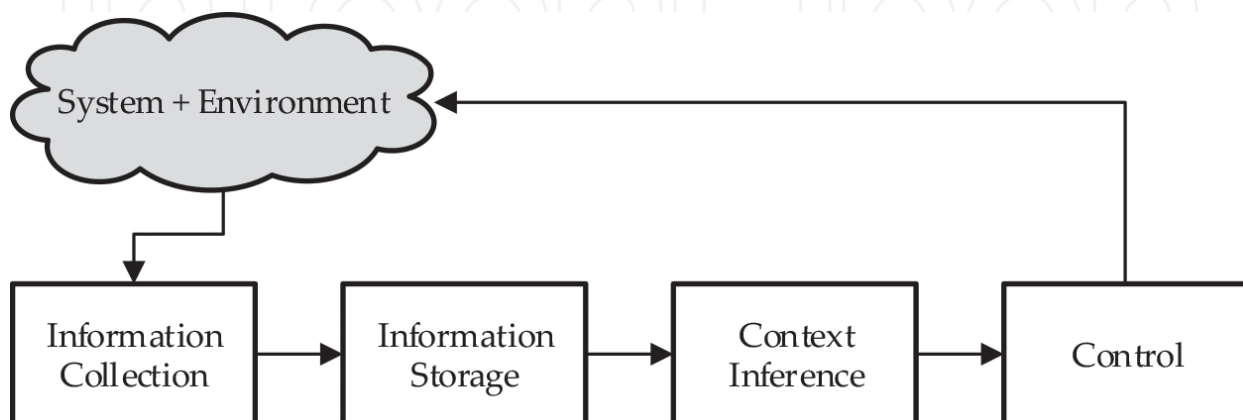 System + Environment
Information
Collection
Information
Storage
Context
Inference
Control